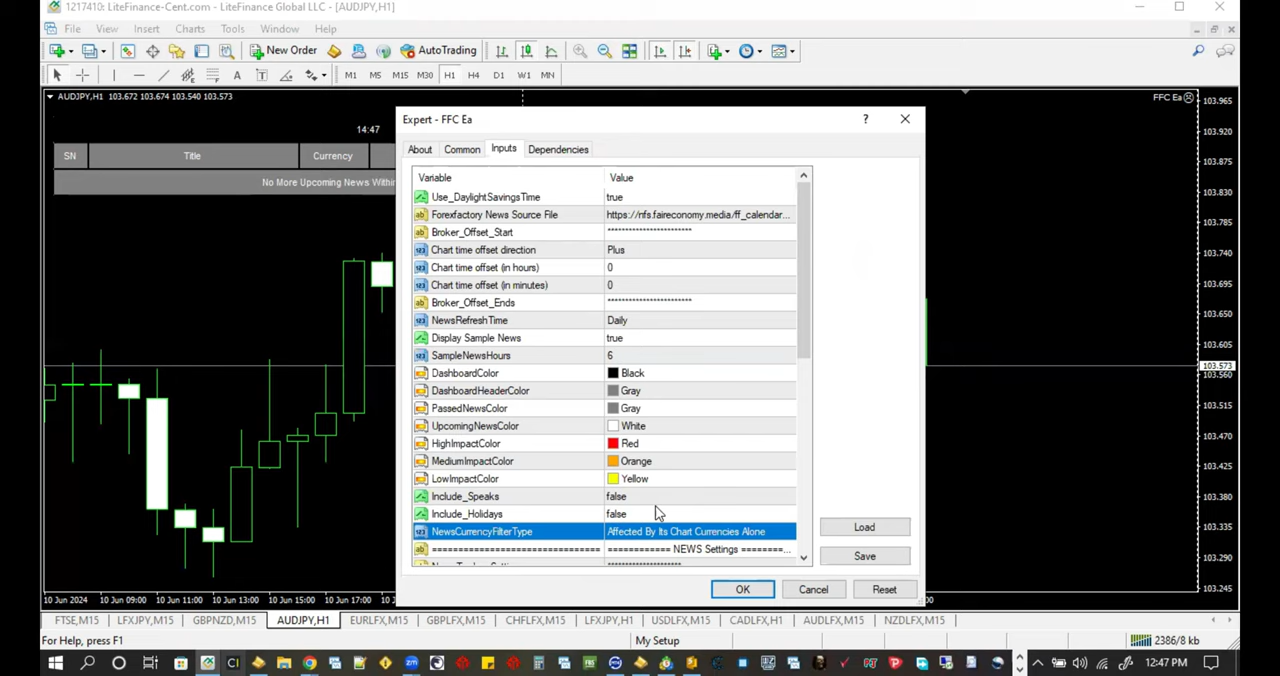 1217410: LiteFinance-Cent.com - LiteFinance Global LLC - [AUDJPY,H1]
File View Insert Charts Tools Window Help
New Order AutoTrading
A T M1 M5 M15 M30 H1 H4 D1 W1 MN
AUDJPY,H1 103.672 103.674 103.540 103.573
FFC Ea
14:47
SN Title Currency
No More Upcoming News Within
Expert - FFC Ea
? ×
About Common Inputs Dependencies
Variable Value
Use_DaylightSavingsTime true
Forexfactory News Source File https://nfs.faireconomy.media/ff_calendar...
Broker_Offset_Start ************************
Chart time offset direction Plus
Chart time offset (in hours) 0
Chart time offset (in minutes) 0
Broker_Offset_Ends ************************
NewsRefreshTime Daily
Display Sample News true
SampleNewsHours 6
DashboardColor Black
DashboardHeaderColor Gray
PassedNewsColor Gray
UpcomingNewsColor White
HighImpactColor Red
MediumImpactColor Orange
LowImpactColor Yellow
Include_Speaks false
Include_Holidays false
NewsCurrencyFilterType Affected By Its Chart Currencies Alone
============================== ============ NEWS Settings =======...
Load
Save
OK Cancel Reset
103.965
103.920
103.875
103.830
103.785
103.740
103.695
103.650
103.605
103.573
103.560
103.515
103.470
103.425
103.380
103.335
103.290
103.245
10 Jun 2024 10 Jun 09:00 10 Jun 11:00 10 Jun 13:00 10 Jun 15:00 10 Jun 17:00
FTSE,M15 LFXJPY,M15 GBPNZD,M15 AUDJPY,H1 EURLFX,M15 GBPLFX,M15 CHFLFX,M15 LFXJPY,H1 USDLFX,M15 CADLFX,H1 AUDLFX,M15 NZDLFX,M15
For Help, press F1 My Setup 2386/8 kb
12:47 PM